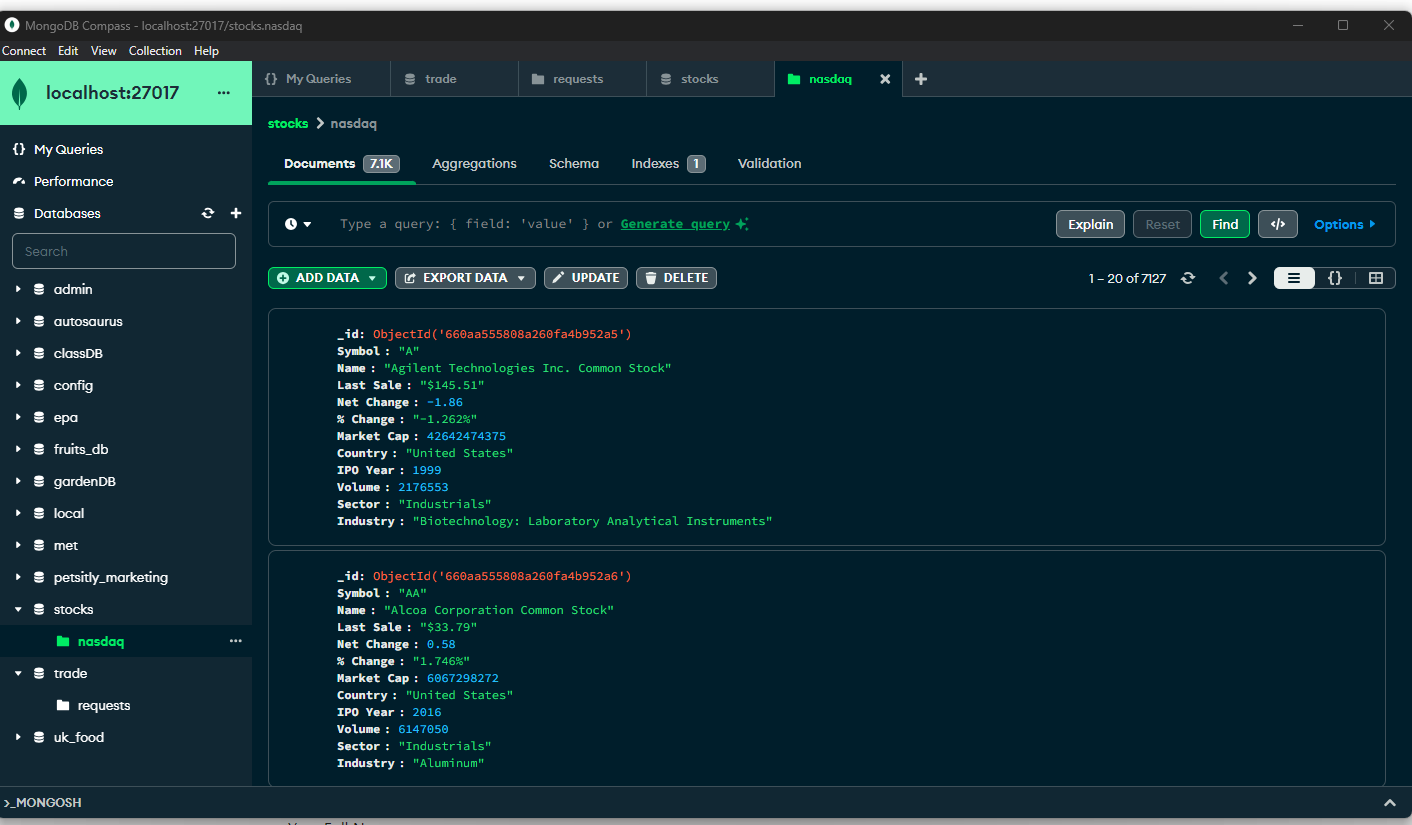 MongoDB Compass - localhost:27017/stocks.nasdaq
Connect Edit View Collection Help
localhost:27017 ...
{} My Queries
Performance
Databases
Search
admin
autosaurus
classDB
config
epa
fruits_db
gardenDB
local
met
petsitly_marketing
stocks
nasdaq ...
trade
requests
uk_food
{} My Queries trade requests stocks nasdaq
stocks > nasdaq
Documents 7.1K Aggregations Schema Indexes 1 Validation
Type a query: { field: 'value' } or Generate query
Explain Reset Find </> Options
ADD DATA EXPORT DATA UPDATE DELETE
1 – 20 of 7127 {}
_id: ObjectId('660aa555808a260fa4b952a5')
Symbol : "A"
Name : "Agilent Technologies Inc. Common Stock"
Last Sale : "$145.51"
Net Change : -1.86
% Change : "-1.262%"
Market Cap : 42642474375
Country : "United States"
IPO Year : 1999
Volume : 2176553
Sector : "Industrials"
Industry : "Biotechnology: Laboratory Analytical Instruments"
_id: ObjectId('660aa555808a260fa4b952a6')
Symbol : "AA"
Name : "Alcoa Corporation Common Stock"
Last Sale : "$33.79"
Net Change : 0.58
% Change : "1.746%"
Market Cap : 6067298272
Country : "United States"
IPO Year : 2016
Volume : 6147050
Sector : "Industrials"
Industry : "Aluminum"
>_MONGOSH